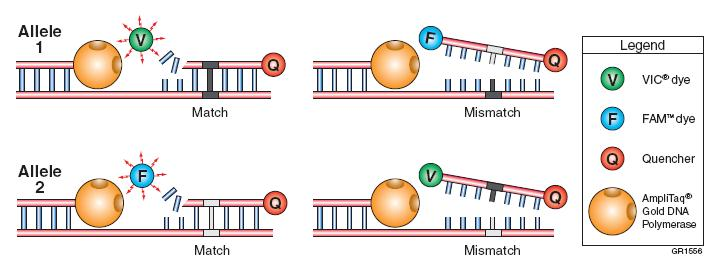 Allele
1
V
Q
Match
F
Q
Mismatch
Allele
2
F
Q
Match
V
Q
Mismatch
Legend
V VIC® dye
F FAM™ dye
Q Quencher
AmpliTaq®
Gold DNA
Polymerase
GR1556